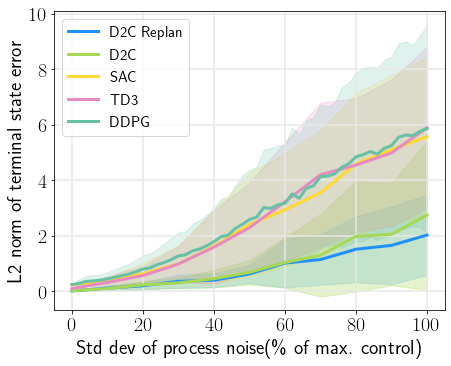 L2 norm of terminal state error
10
8
6
4
2
0
D2C Replan
D2C
SAC
TD3
DDPG
0 20 40 60 80 100
Std dev of process noise(% of max. control)